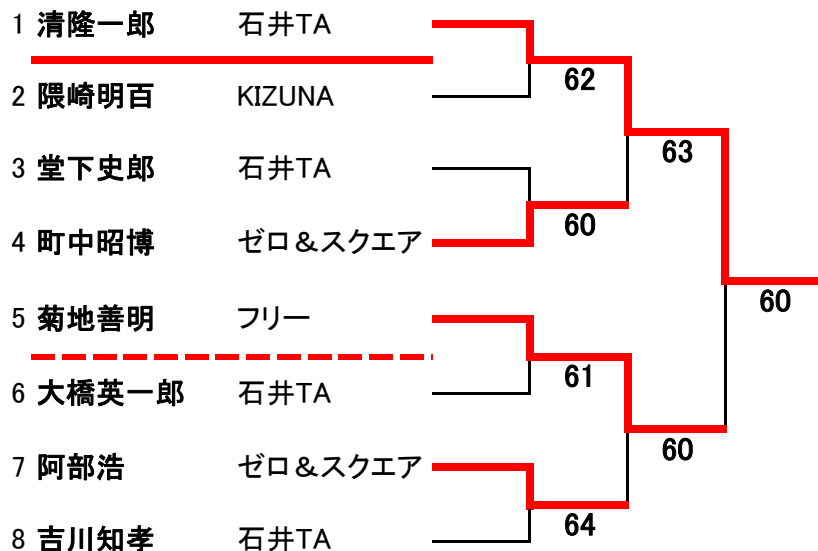 1 清隆一郎 石井TA
62
2 隈崎明百 KIZUNA
63
3 堂下史郎 石井TA
60
4 町中昭博 ゼロ＆スクエア
60
5 菊地善明 フリー
61
6 大橋英一郎 石井TA
60
7 阿部浩 ゼロ＆スクエア
64
8 吉川知孝 石井TA